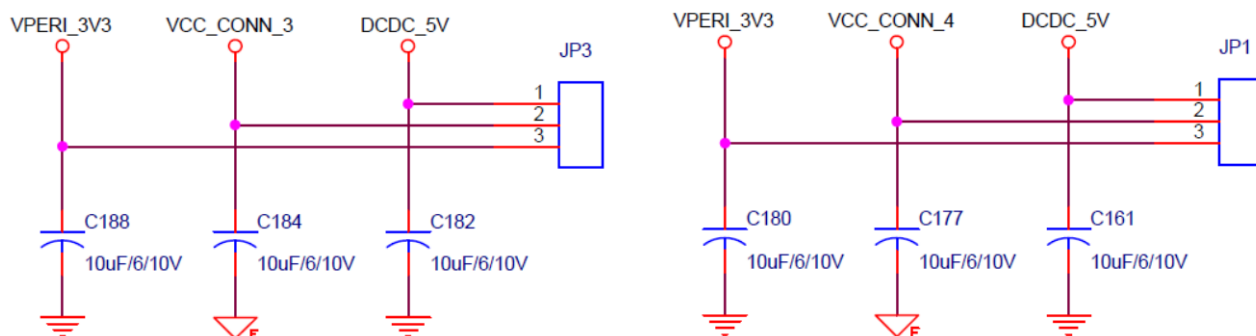 VPERI_3V3 VCC_CONN_3 DCDC_5V
JP3
1
2
3
C188 C184 C182
10uF/6/10V 10uF/6/10V 10uF/6/10V
VPERI_3V3 VCC_CONN_4 DCDC_5V
JP1
1
2
3
C180 C177 C161
10uF/6/10V 10uF/6/10V 10uF/6/10V